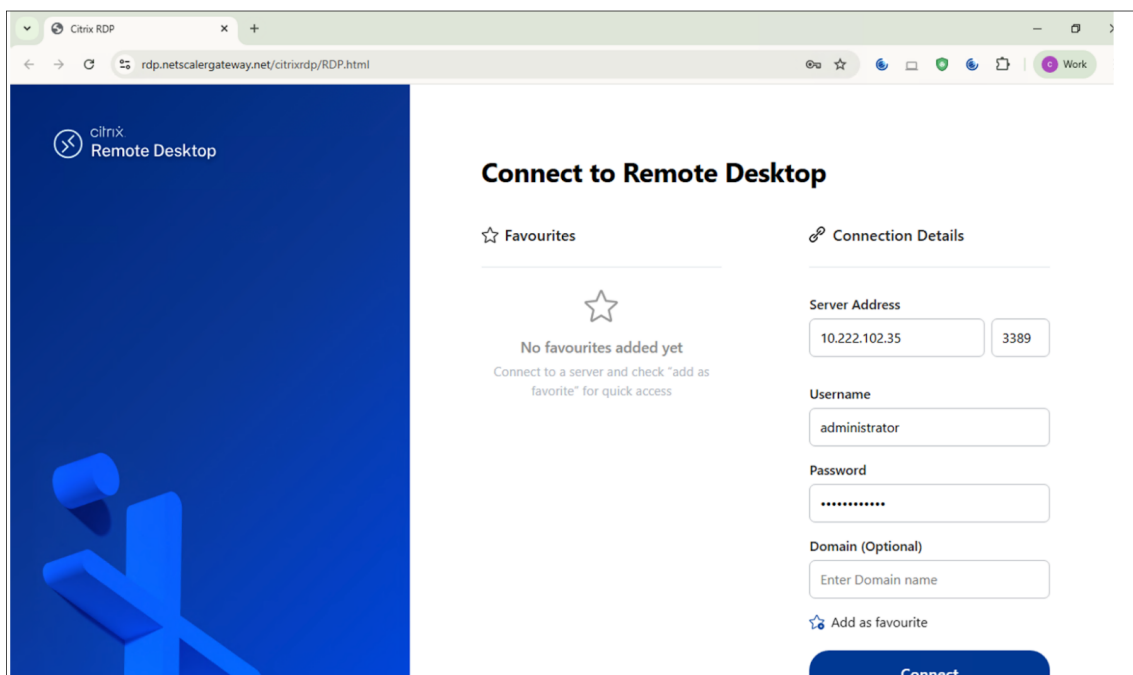 Citrix RDP
rdp.netscalergateway.net/citrixrdp/RDP.html
C Work
citrix
Remote Desktop
Connect to Remote Desktop
Favourites
Connection Details
No favourites added yet
Connect to a server and check "add as
favorite" for quick access
Server Address
10.222.102.35 3389
Username
administrator
Password
••••••••••••
Domain (Optional)
Enter Domain name
Add as favourite
Connect